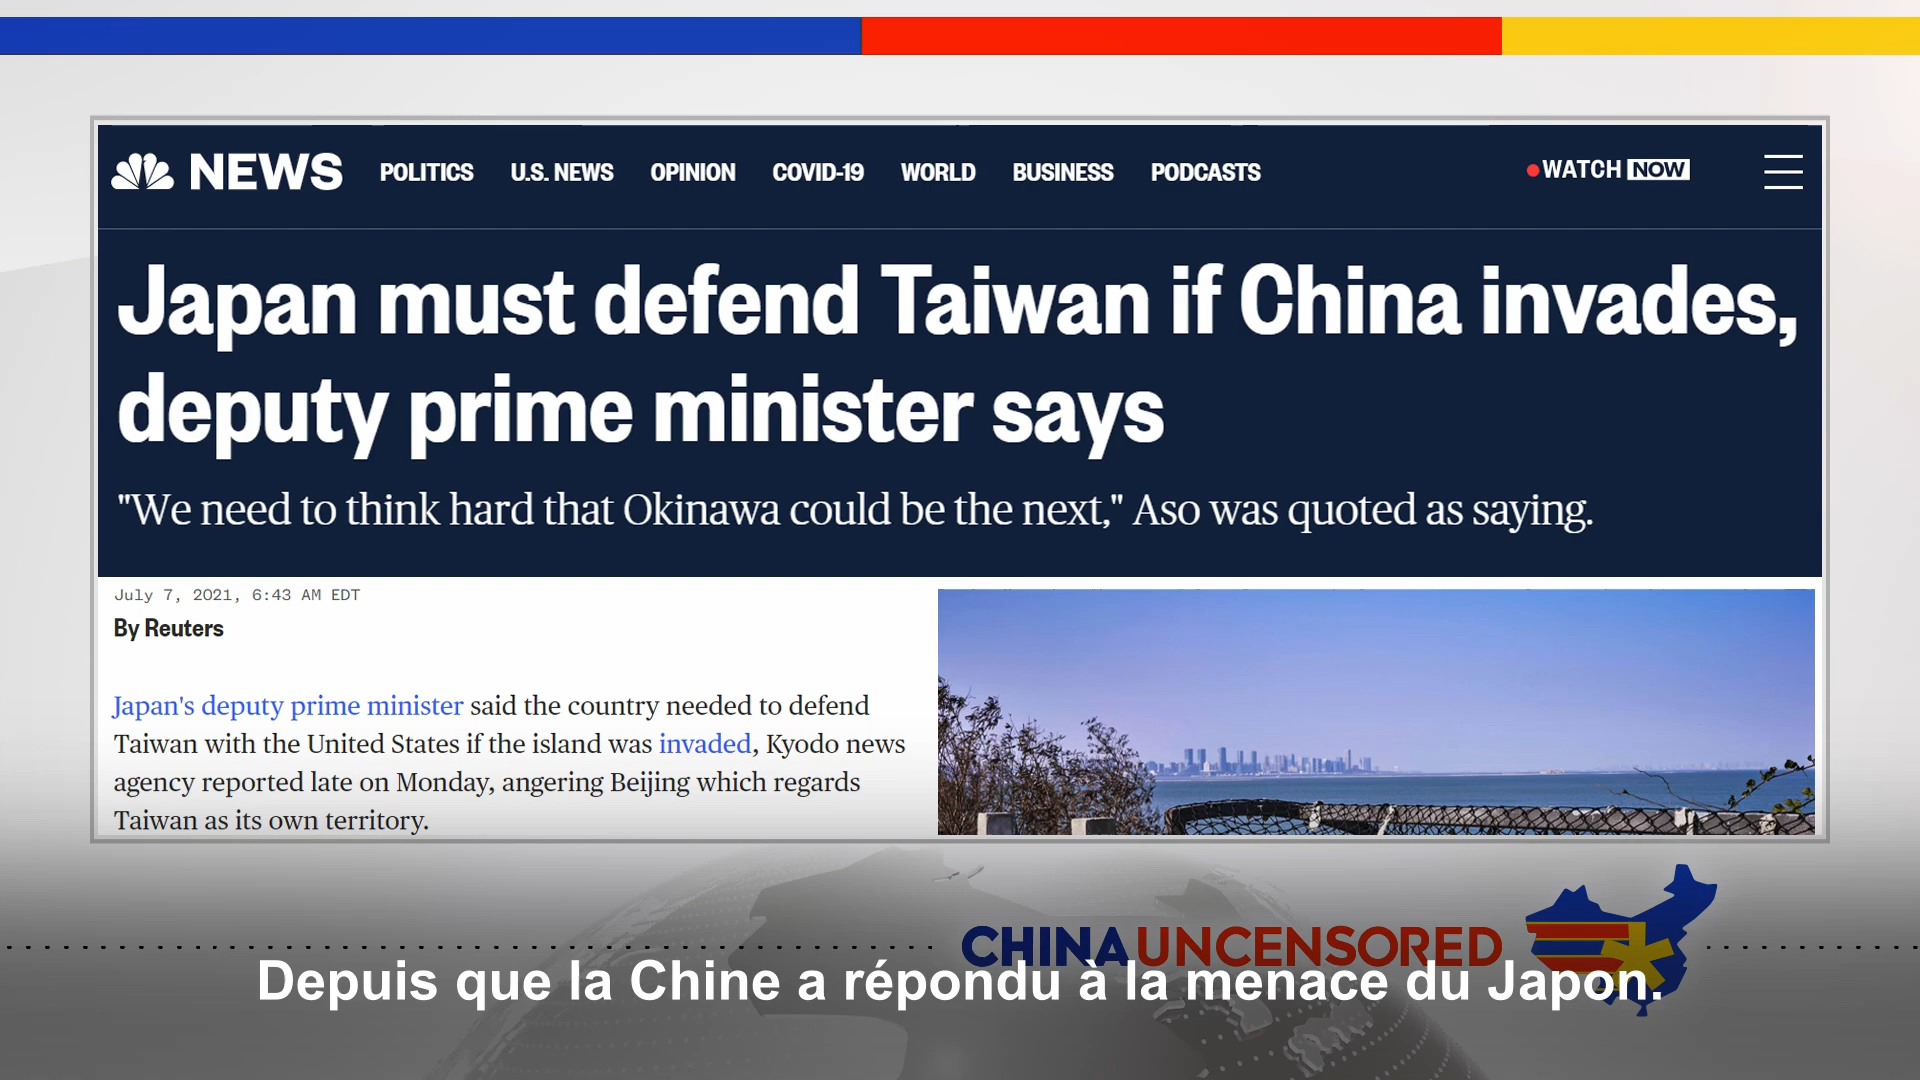 NEWS POLITICS U.S. NEWS OPINION COVID-19 WORLD BUSINESS PODCASTS WATCH NOW
Japan must defend Taiwan if China invades,
deputy prime minister says
"We need to think hard that Okinawa could be the next," Aso was quoted as saying.
July 7, 2021, 6:43 AM EDT
By Reuters
Japan's deputy prime minister said the country needed to defend
Taiwan with the United States if the island was invaded, Kyodo news
agency reported late on Monday, angering Beijing which regards
Taiwan as its own territory.
CHINA UNCENSORED
Depuis que la Chine a répondu à la menace du Japon.